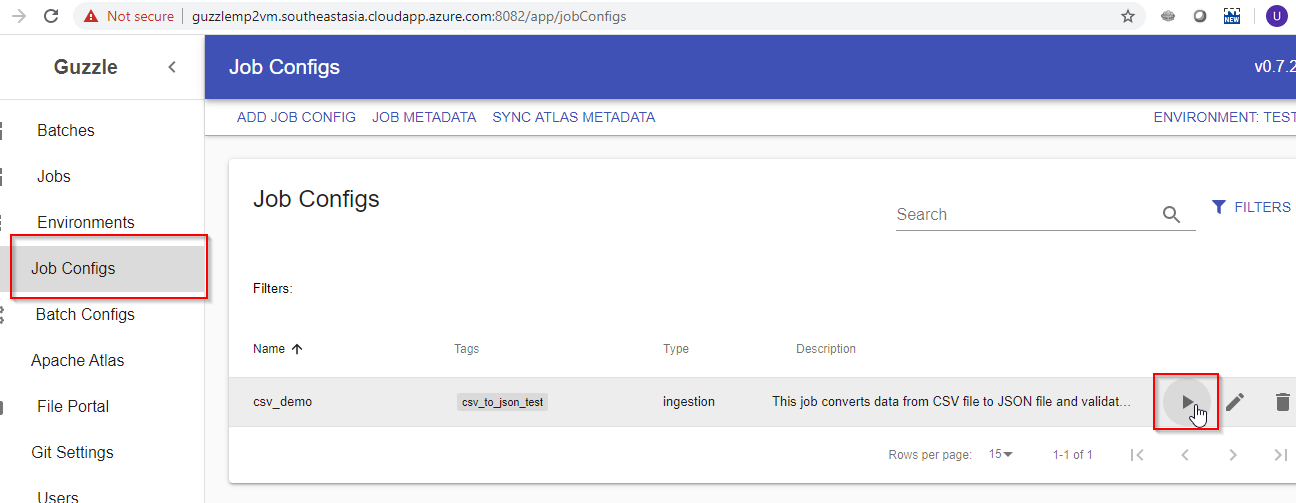 Not secure | guzzlemp2vm.southeastasia.cloudapp.azure.com:8082/app/jobConfigs
NEW
U
Guzzle
Job Configs
v0.7.2
Batches
Jobs
Environments
Job Configs
Batch Configs
Apache Atlas
File Portal
Git Settings
Users
ADD JOB CONFIG JOB METADATA SYNC ATLAS METADATA
ENVIRONMENT: TEST
Job Configs
Search
FILTERS
Filters:
Name Tags Type Description
csv_demo csv_to_json_test ingestion This job converts data from CSV file to JSON file and validat...
Rows per page: 15 1-1 of 1